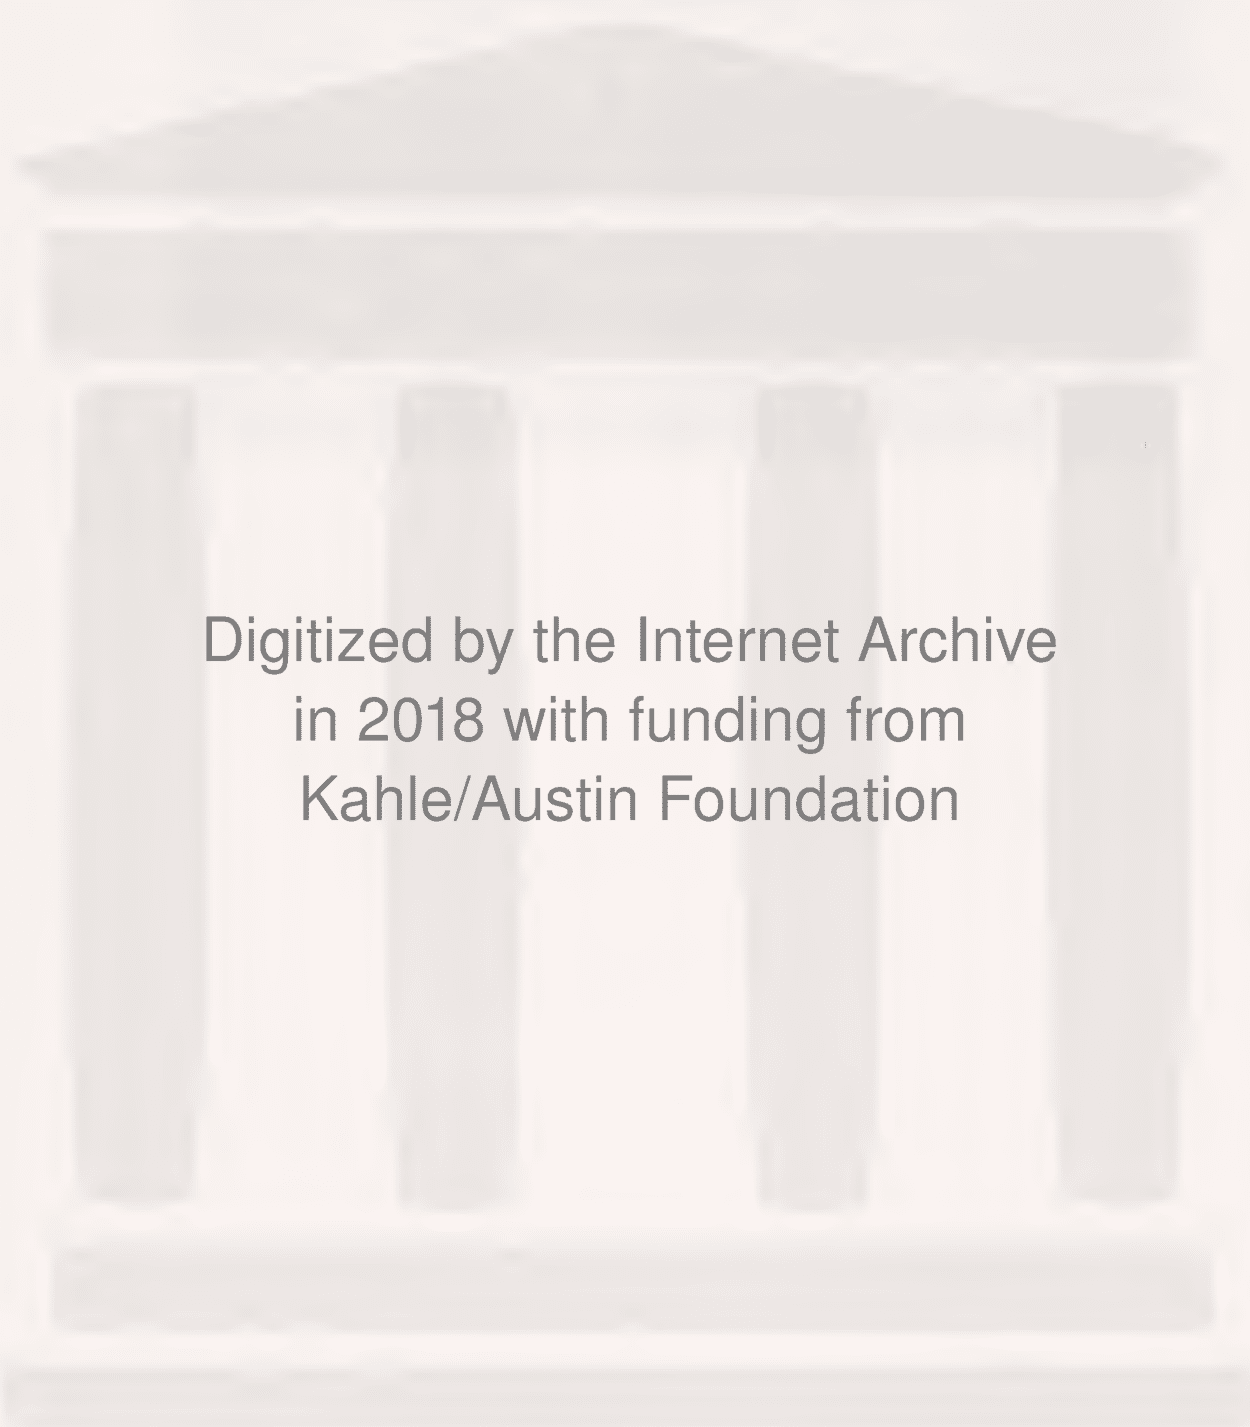 Digitized by the Internet Archive
in 2018 with funding from
Kahle/Austin Foundation